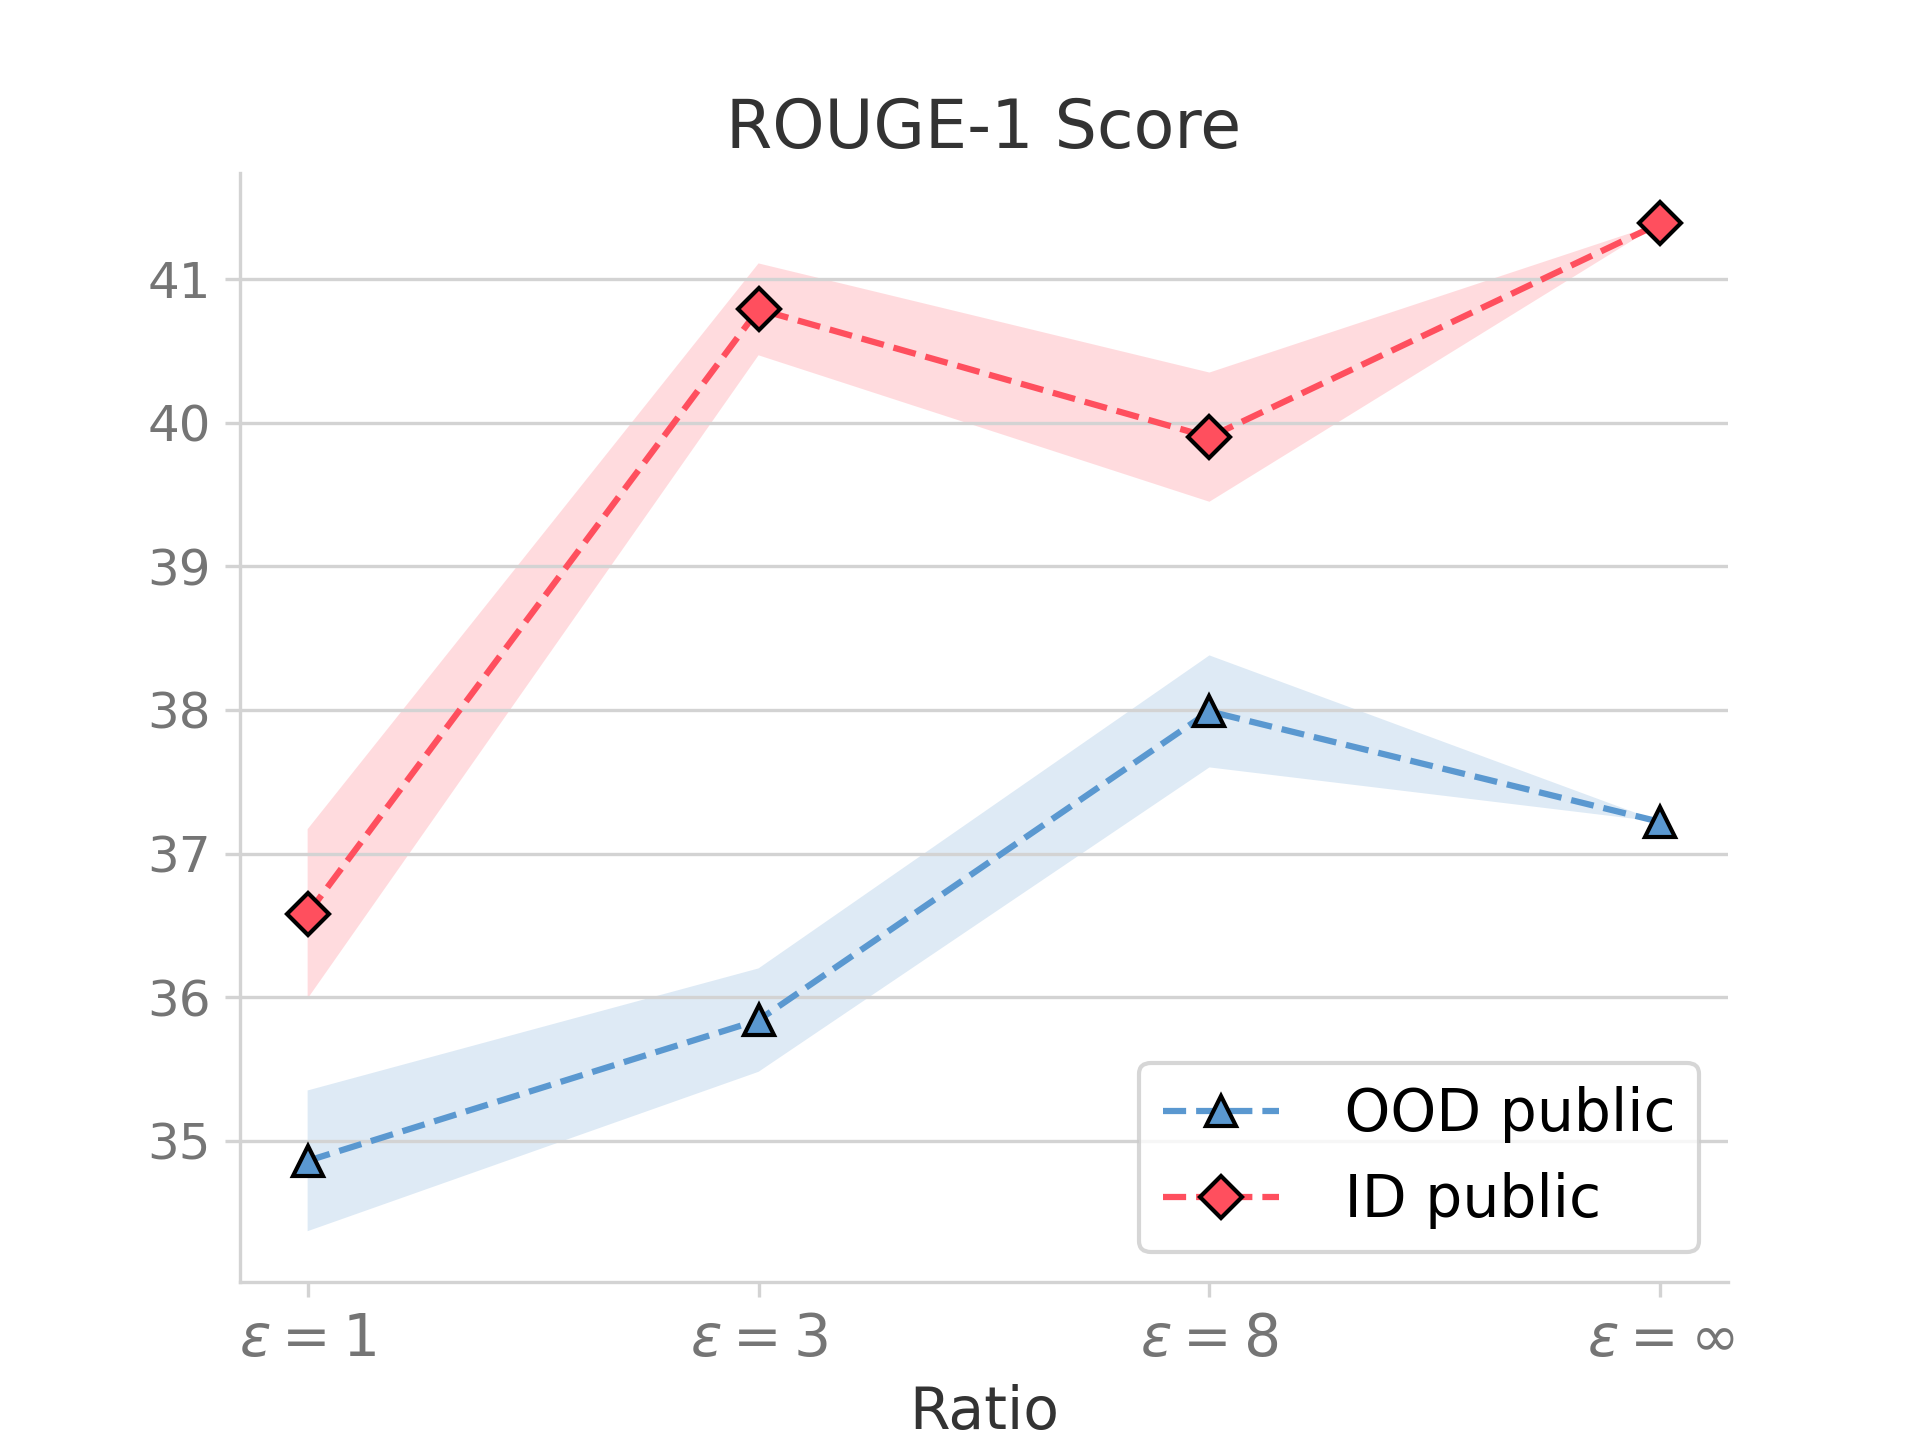 ROUGE-1 Score
41
40
39
38
37
36
35
OOD public
ID public
ε = 1
ε = 3
ε = 8
ε = ∞
Ratio